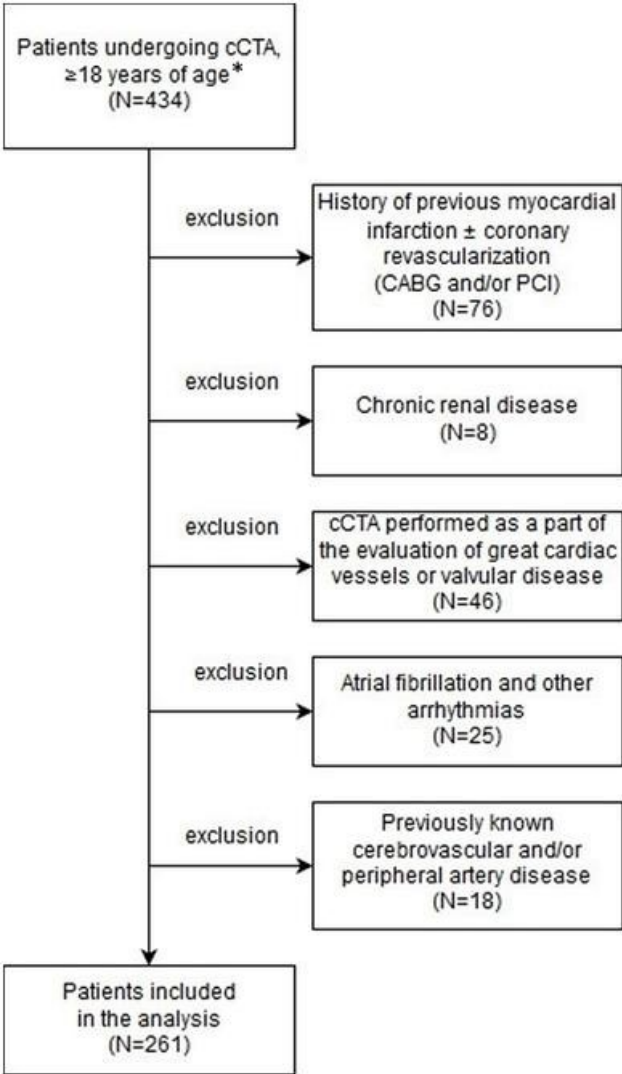 Patients undergoing cCTA,
≥18 years of age*
(N=434)
exclusion
History of previous myocardial
infarction ± coronary
revascularization
(CABG and/or PCI)
(N=76)
exclusion
Chronic renal disease
(N=8)
exclusion
cCTA performed as a part of
the evaluation of great cardiac
vessels or valvular disease
(N=46)
exclusion
Atrial fibrillation and other
arrhythmias
(N=25)
exclusion
Previously known
cerebrovascular and/or
peripheral artery disease
(N=18)
Patients included
in the analysis
(N=261)